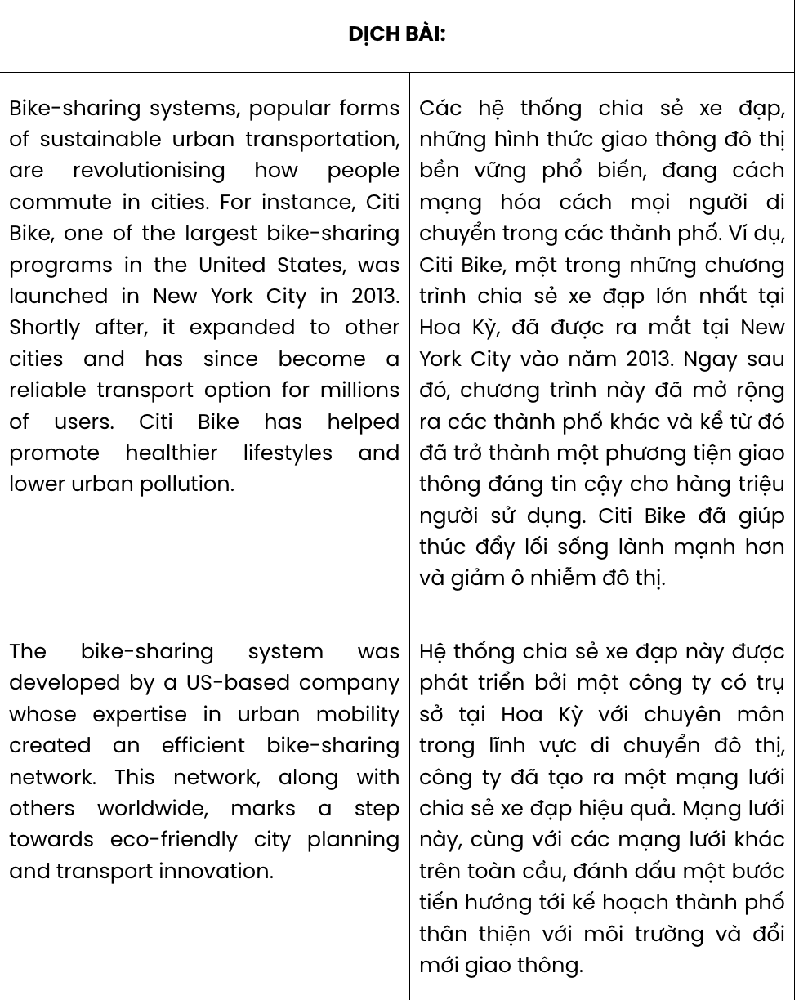 DỊCH BÀI:
Bike-sharing systems, popular forms
of sustainable urban transportation,
are revolutionising how people
commute in cities. For instance, Citi
Bike, one of the largest bike-sharing
programs in the United States, was
launched in New York City in 2013.
Shortly after, it expanded to other
cities and has since become a
reliable transport option for millions
of users. Citi Bike has helped
promote healthier lifestyles and
lower urban pollution.
Các hệ thống chia sẻ xe đạp,
những hình thức giao thông đô thị
bền vững phổ biến, đang cách
mạng hóa cách mọi người di
chuyển trong các thành phố. Ví dụ,
Citi Bike, một trong những chương
trình chia sẻ xe đạp lớn nhất tại
Hoa Kỳ, đã được ra mắt tại New
York City vào năm 2013. Ngay sau
đó, chương trình này đã mở rộng
ra các thành phố khác và kể từ đó
đã trở thành một phương tiện giao
thông đáng tin cậy cho hàng triệu
người sử dụng. Citi Bike đã giúp
thúc đẩy lối sống lành mạnh hơn
và giảm ô nhiễm đô thị.
The bike-sharing system was
developed by a US-based company
whose expertise in urban mobility
created an efficient bike-sharing
network. This network, along with
others worldwide, marks a step
towards eco-friendly city planning
and transport innovation.
Hệ thống chia sẻ xe đạp này được
phát triển bởi một công ty có trụ
sở tại Hoa Kỳ với chuyên môn
trong lĩnh vực di chuyển đô thị,
công ty đã tạo ra một mạng lưới
chia sẻ xe đạp hiệu quả. Mạng lưới
này, cùng với các mạng lưới khác
trên toàn cầu, đánh dấu một bước
tiến hướng tới kế hoạch thành phố
thân thiện với môi trường và đổi
mới giao thông.